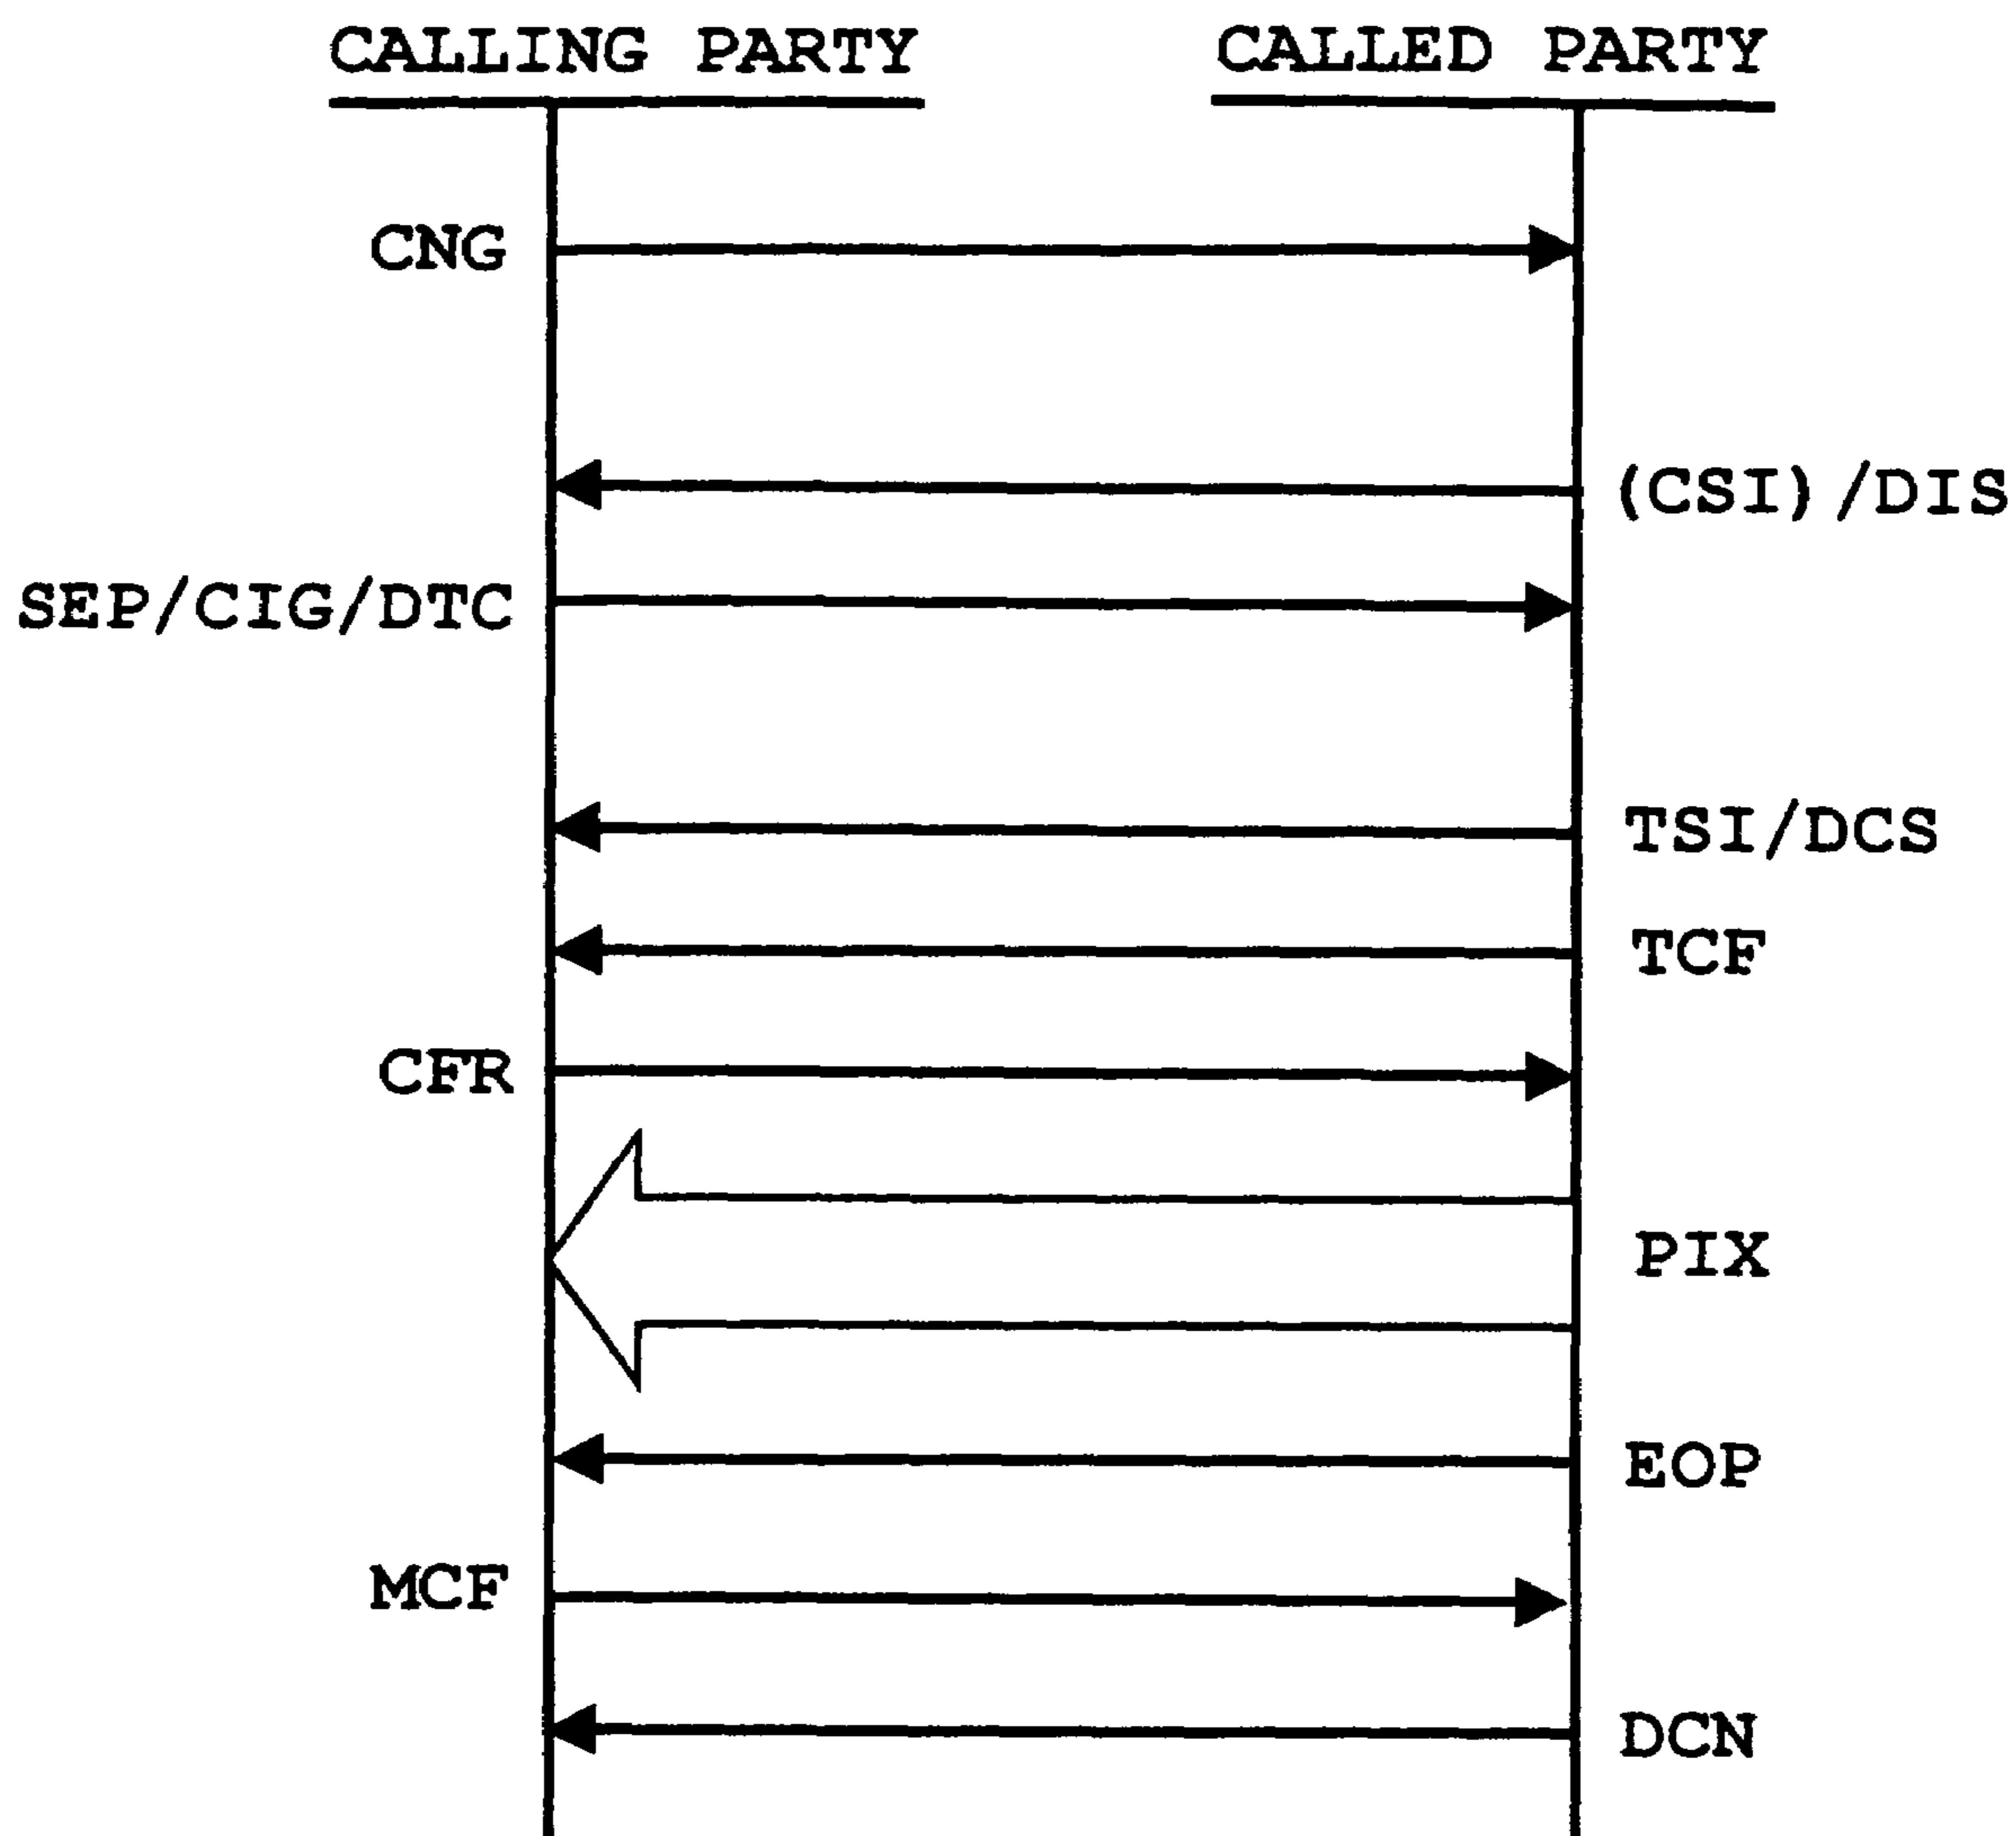 CALLING PARTY
CALLED PARTY
CNG
(CSI)/DIS
SEP/CIG/DTC
TSI/DCS
TCF
CFR
PIX
EOP
MCF
DCN